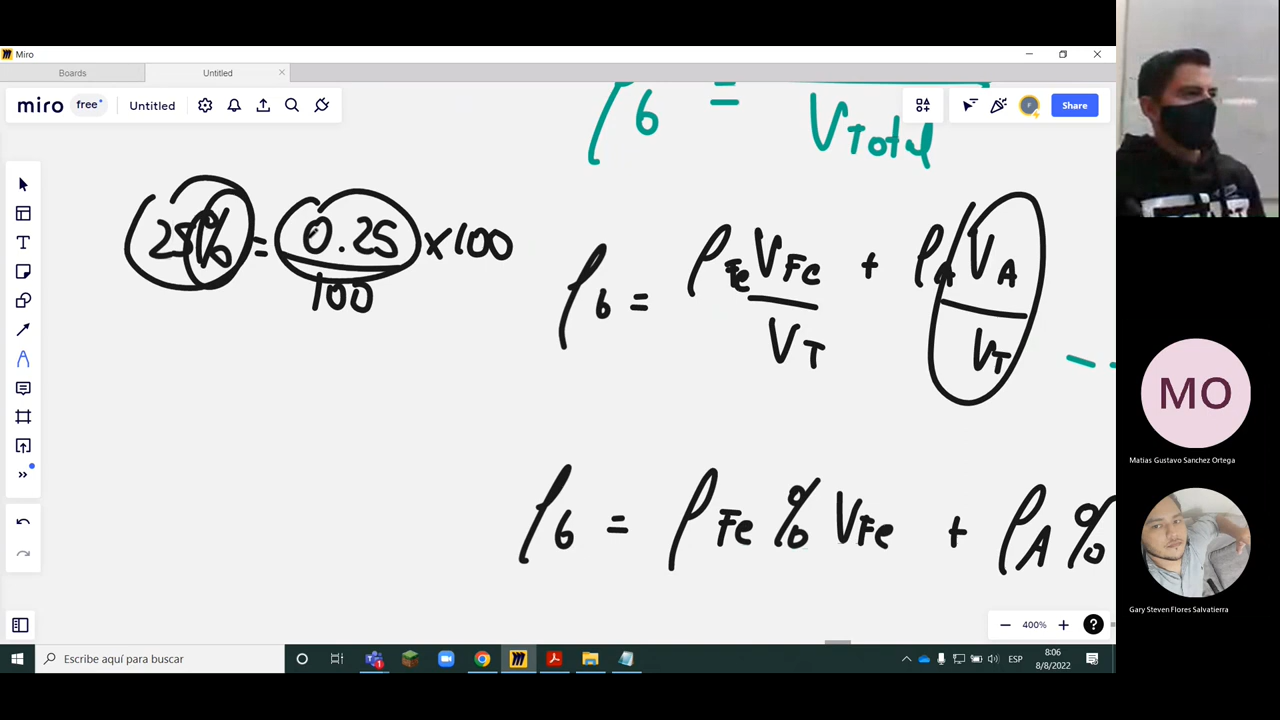 Miro
Boards
Untitled
miro free Untitled Share
ρ6 = VTotal
25% = 0.25/100 x100
ρ6 = ρFe VFe/VT + ρA VA/VT
ρ6 = ρFe % VFe + ρA %
400%
MO
Matias Gustavo Sanchez Ortega
Gary Steven Flores Salvatierra
Escribe aquí para buscar
ESP
8:06
8/8/2022